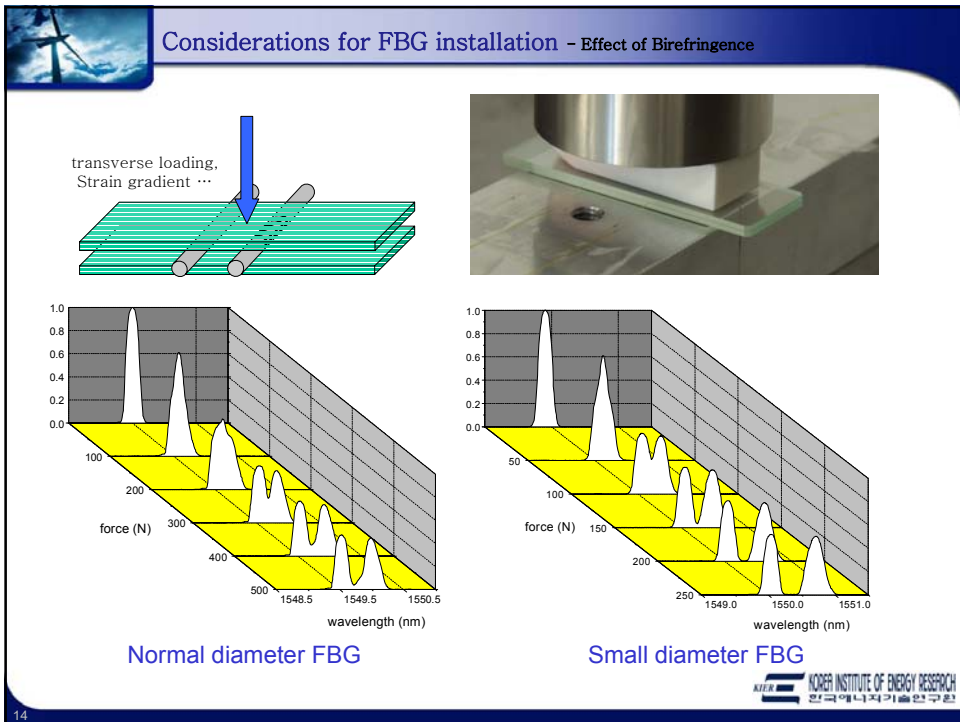 Considerations for FBG installation - Effect of Birefringence
transverse loading,
Strain gradient ...
1.0
0.8
0.6
0.4
0.2
0.0
100
200
300
400
500
force (N)
1548.5 1549.5 1550.5
wavelength (nm)
Normal diameter FBG
1.0
0.8
0.6
0.4
0.2
0.0
50
100
150
200
250
force (N)
1549.0 1550.0 1551.0
wavelength (nm)
Small diameter FBG
KIER KOREA INSTITUTE OF ENERGY RESEARCH
한국에너지기술연구원
14